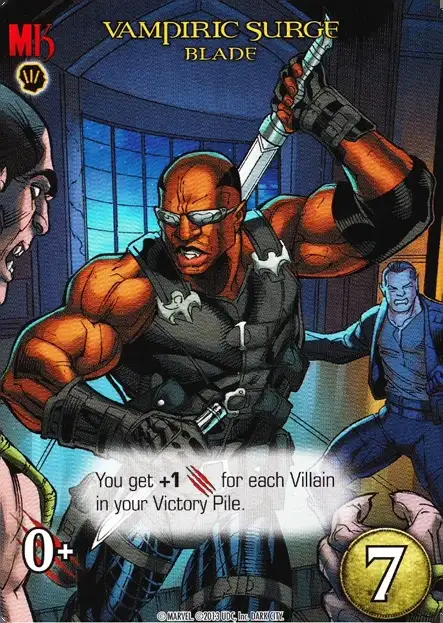 VAMPIRIC SURGE
BLADE
MK
You get +1 for each Villain
in your Victory Pile.
0+
7
© MARVEL. ©2013 UDC, Inc. DARK CITY.